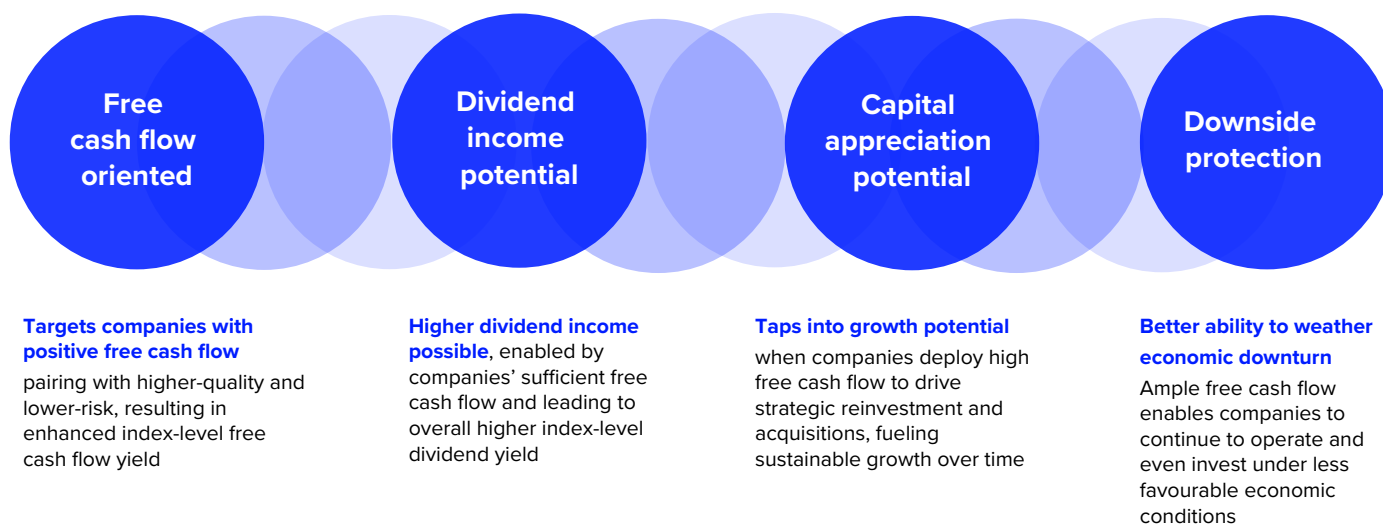 Free
cash flow
oriented
Dividend
income
potential
Capital
appreciation
potential
Downside
protection
Targets companies with
positive free cash flow
pairing with higher-quality and
lower-risk, resulting in
enhanced index-level free
cash flow yield
Higher dividend income
possible, enabled by
companies’ sufficient free
cash flow and leading to
overall higher index-level
dividend yield
Taps into growth potential
when companies deploy high
free cash flow to drive
strategic reinvestment and
acquisitions, fueling
sustainable growth over time
Better ability to weather
economic downturn
Ample free cash flow
enables companies to
continue to operate and
even invest under less
favourable economic
conditions